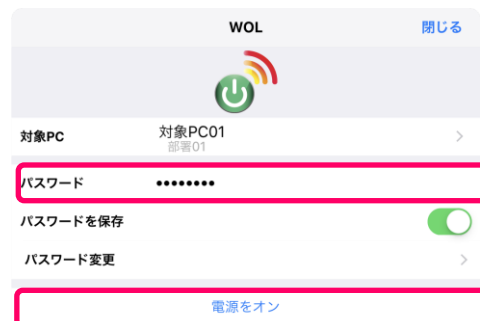 WOL 閉じる
対象PC 対象PC01
部署01
パスワード ••••••••
パスワードを保存
パスワード変更
電源をオン